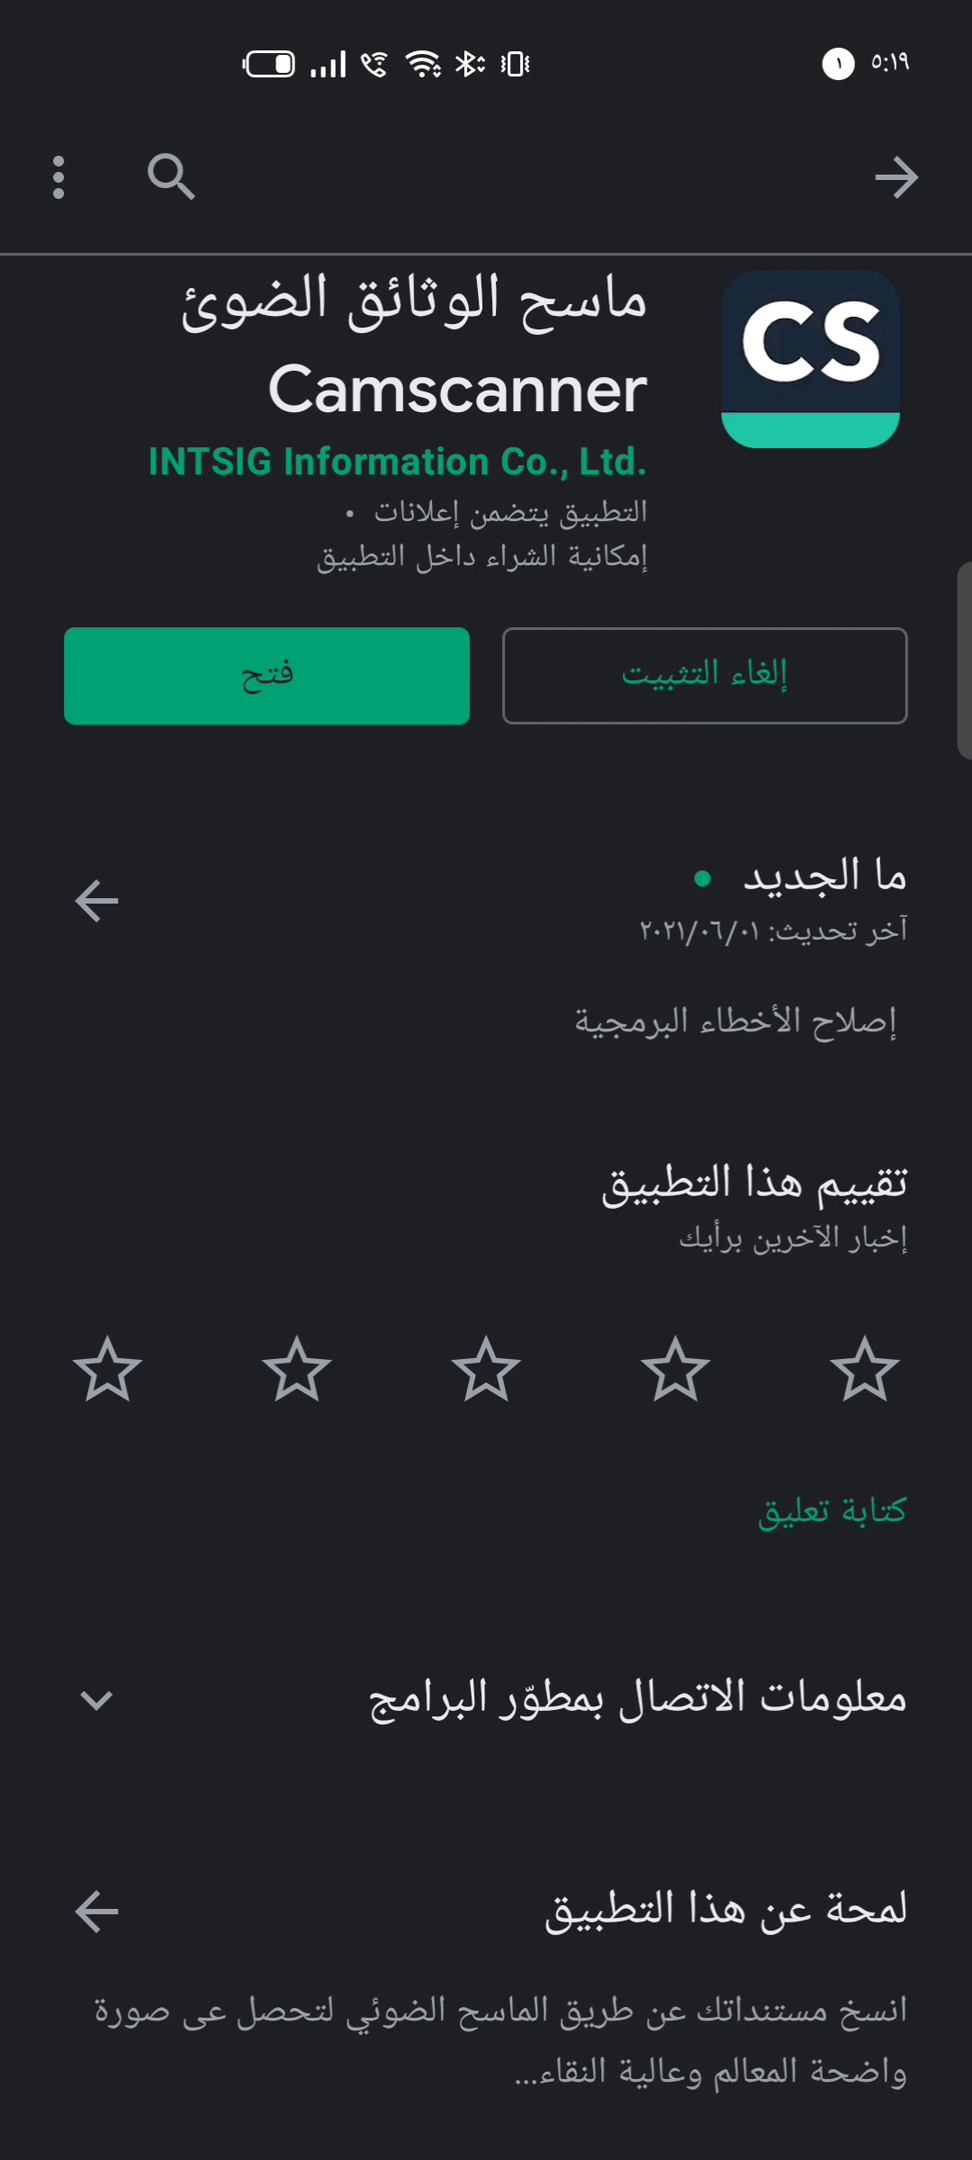 ٥:١٩ ١
ماسح الوثائق الضوئ
Camscanner
CS
INTSIG Information Co., Ltd.
التطبيق يتضمن إعلانات •
إمكانية الشراء داخل التطبيق
إلغاء التثبيت
فتح
ما الجديد
آخر تحديث: ٢٠٢١/٠٦/٠١
إصلاح الأخطاء البرمجية
تقييم هذا التطبيق
إخبار الآخرين برأيك
كتابة تعليق
معلومات الاتصال بمطوّر البرامج
لمحة عن هذا التطبيق
انسخ مستنداتك عن طريق الماسح الضوئي لتحصل عى صورة
واضحة المعالم وعالية النقاء...